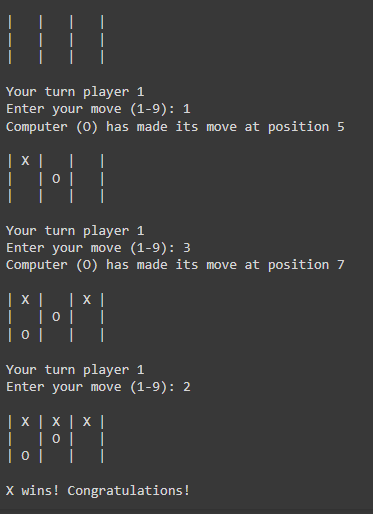 |   |   |   |
|   |   |   |
|   |   |   |
Your turn player 1
Enter your move (1-9): 1
Computer (O) has made its move at position 5
| X |   |   |
|   | O |   |
|   |   |   |
Your turn player 1
Enter your move (1-9): 3
Computer (O) has made its move at position 7
| X |   | X |
|   | O |   |
| O |   |   |
Your turn player 1
Enter your move (1-9): 2
| X | X | X |
|   | O |   |
| O |   |   |
X wins! Congratulations!